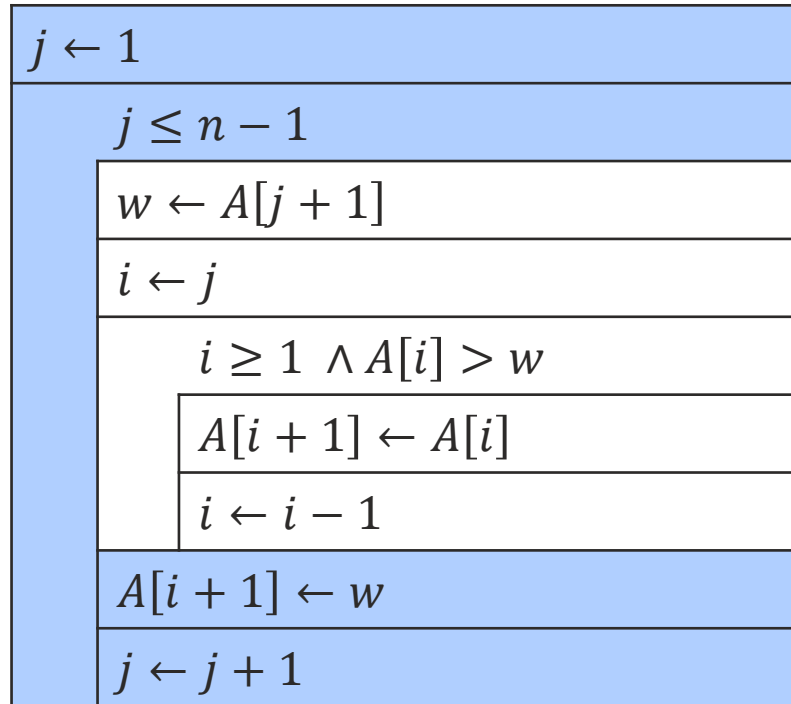 j ← 1
j ≤ n − 1
w ← A[j + 1]
i ← j
i ≥ 1 ∧ A[i] > w
A[i + 1] ← A[i]
i ← i − 1
A[i + 1] ← w
j ← j + 1